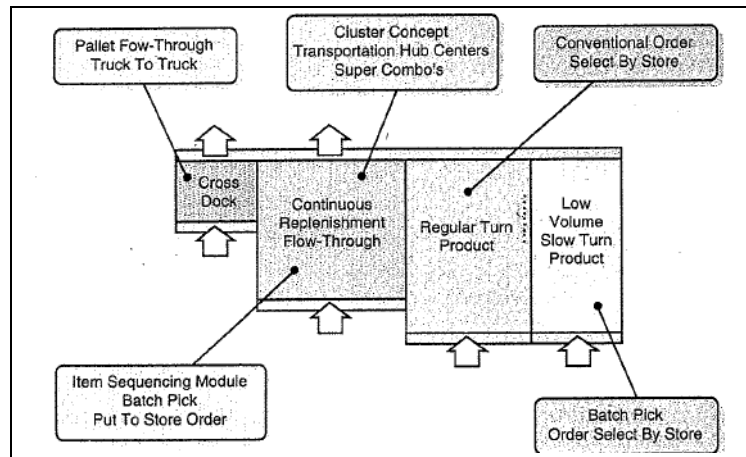 Pallet Fow-Through
Truck To Truck
Cluster Concept
Transportation Hub Centers
Super Combo's
Conventional Order
Select By Store
Cross
Dock
Continuous
Replenishment
Flow-Through
Regular Turn
Product
Low
Volume
Slow Turn
Product
Item Sequencing Module
Batch Pick
Put To Store Order
Batch Pick
Order Select By Store